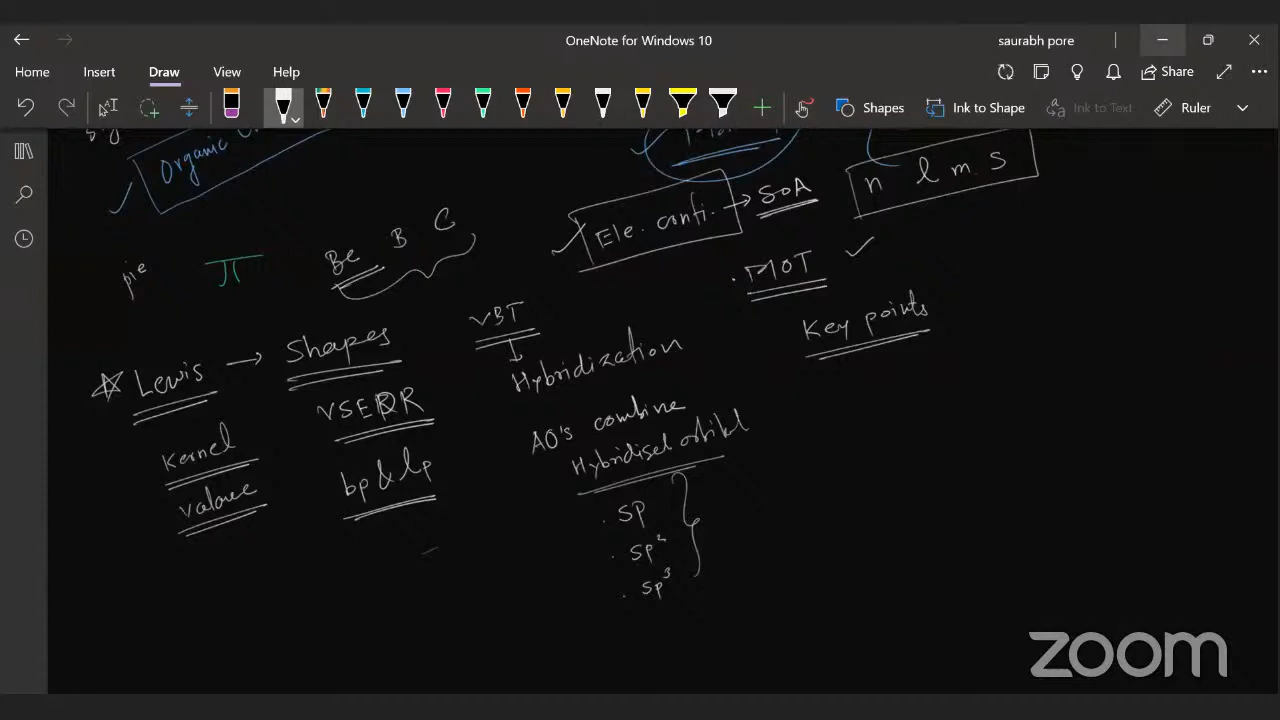 OneNote for Windows 10
saurabh pore
Home Insert Draw View Help
Share
Shapes
Ink to Shape
Ink to Text
Ruler
Organic
Ele. confi. → SOA
n l m s
pie π
Be B C
MOT
* Lewis → Shapes
VBT
Key points
Hybridization
VSEPR
AO's combine
Kernel
Hybridised orbital
bp & lp
valance
. sp
. sp²
. sp³
zoom